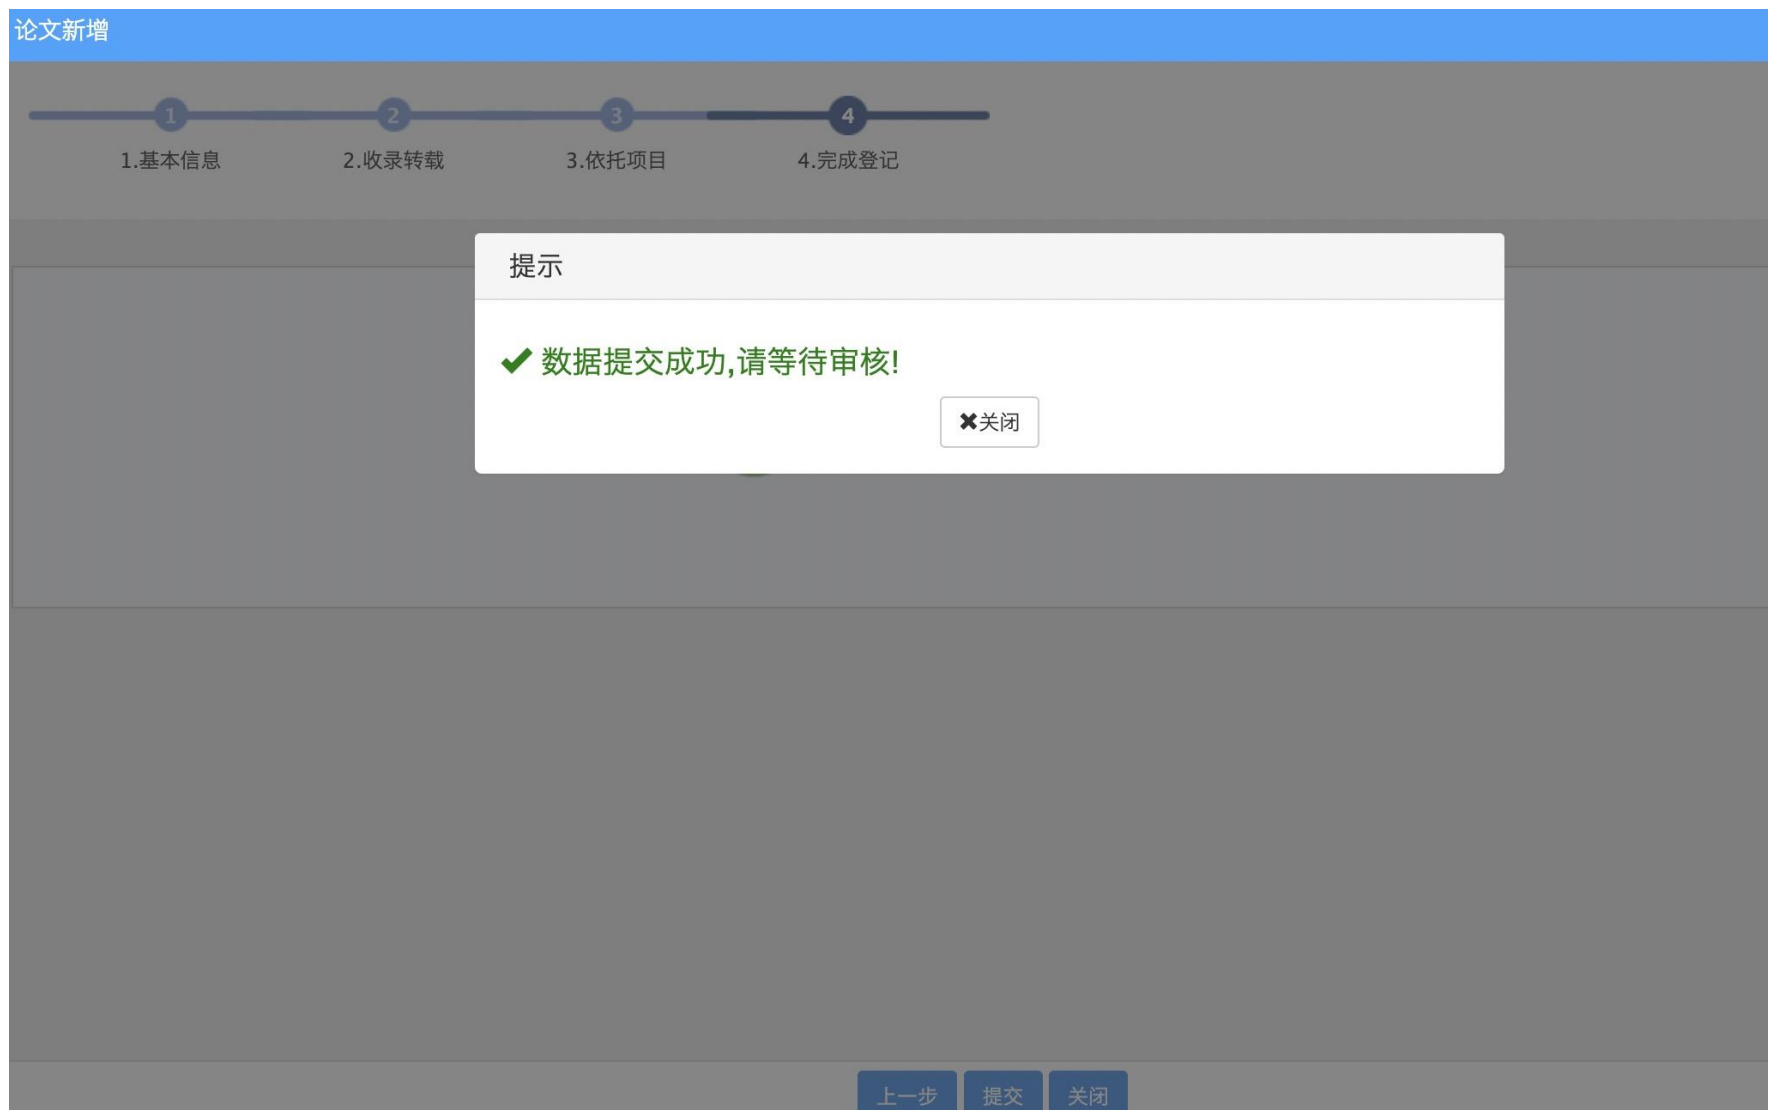 论文新增
1 2 3 4
1.基本信息 2.收录转载 3.依托项目 4.完成登记
提示
数据提交成功,请等待审核!
关闭
上一步 提交 关闭